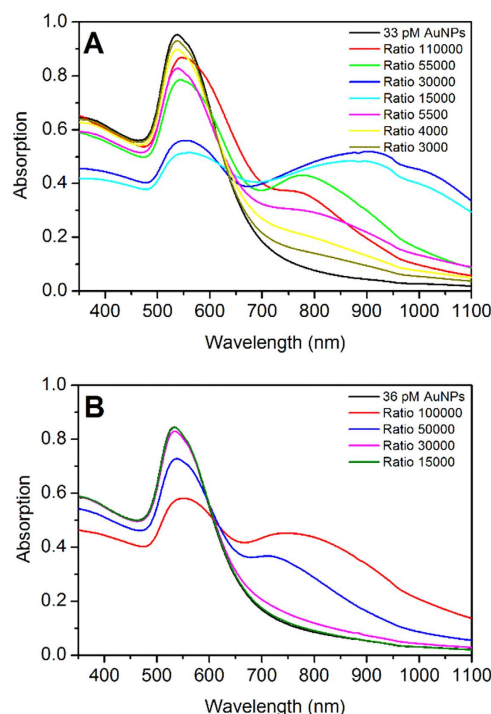 A
33 pM AuNPs
Ratio 110000
Ratio 55000
Ratio 30000
Ratio 15000
Ratio 5500
Ratio 4000
Ratio 3000
Absorption
1.0
0.8
0.6
0.4
0.2
0.0
400 500 600 700 800 900 1000 1100
Wavelength (nm)
B
36 pM AuNPs
Ratio 100000
Ratio 50000
Ratio 30000
Ratio 15000
Absorption
1.0
0.8
0.6
0.4
0.2
0.0
400 500 600 700 800 900 1000 1100
Wavelength (nm)